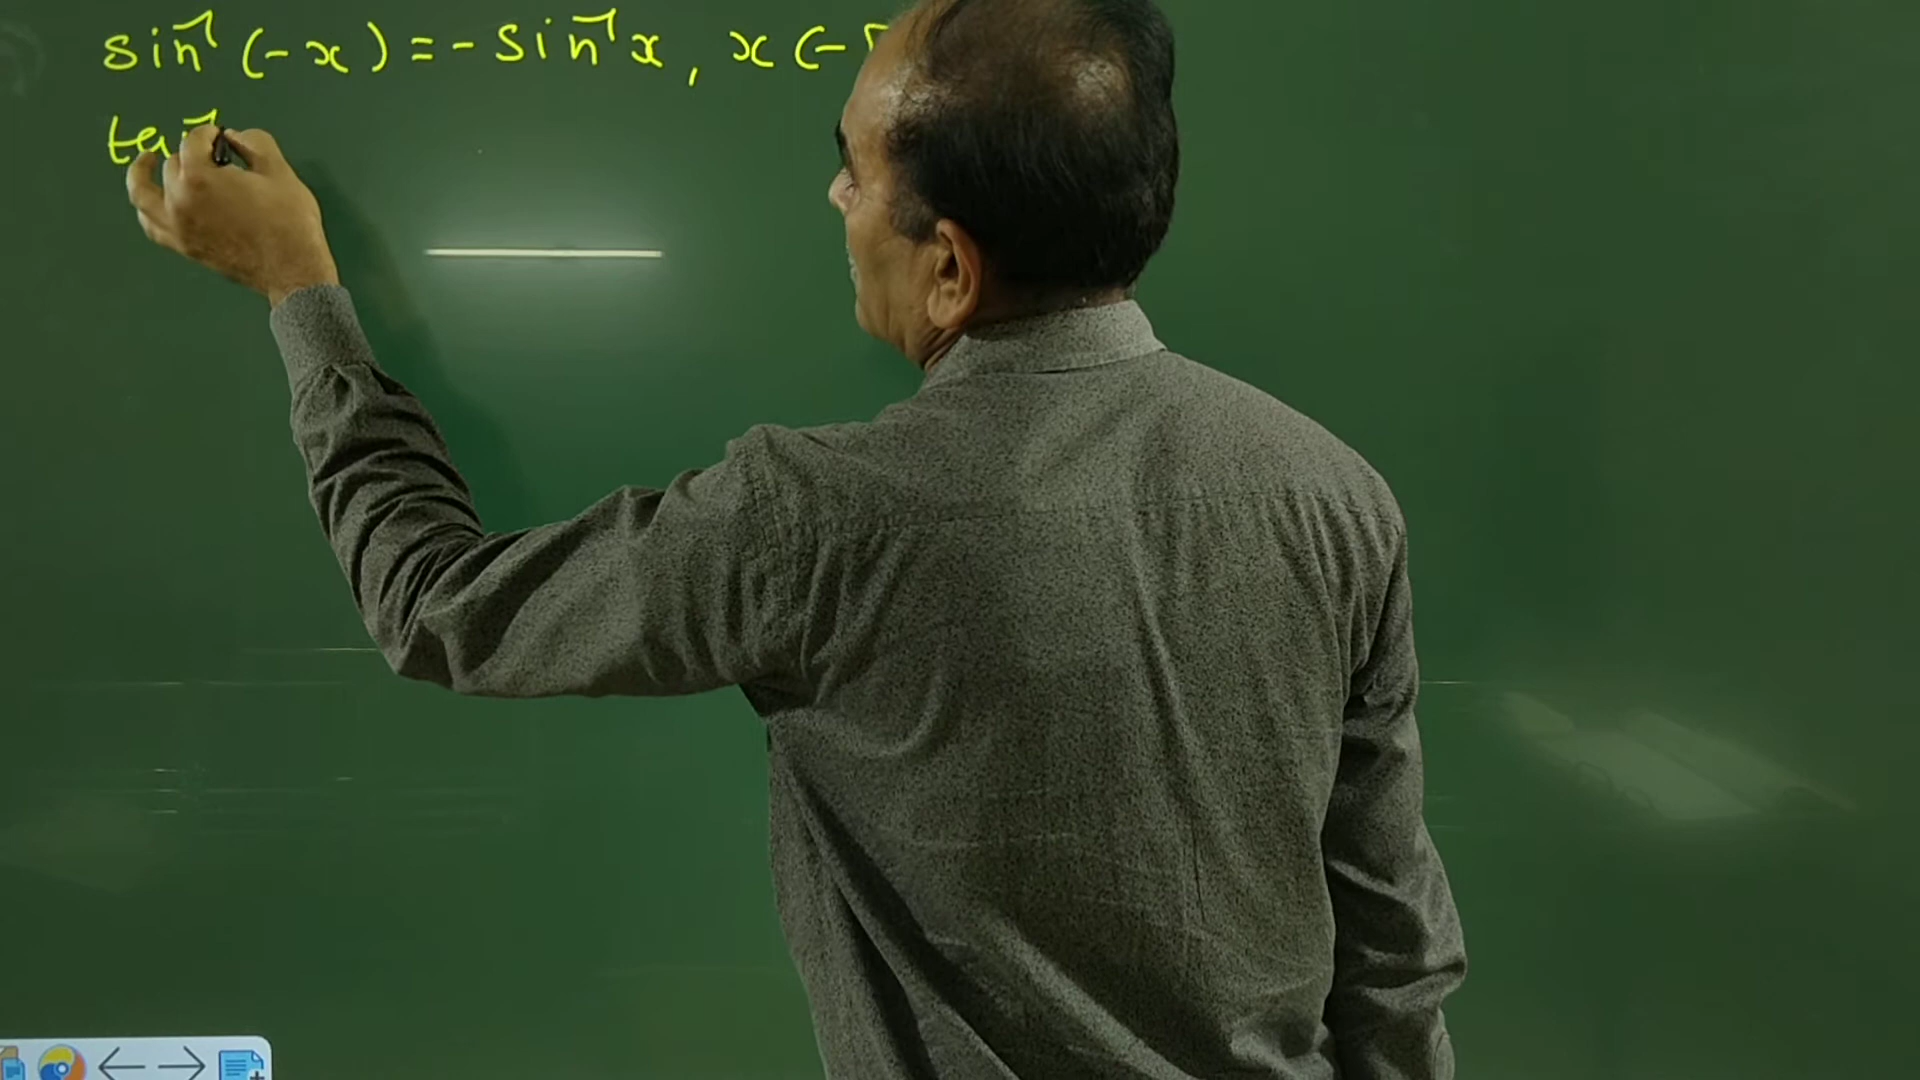 sin⁻¹(-x) = -sin⁻¹x, x ∈
tan⁻¹